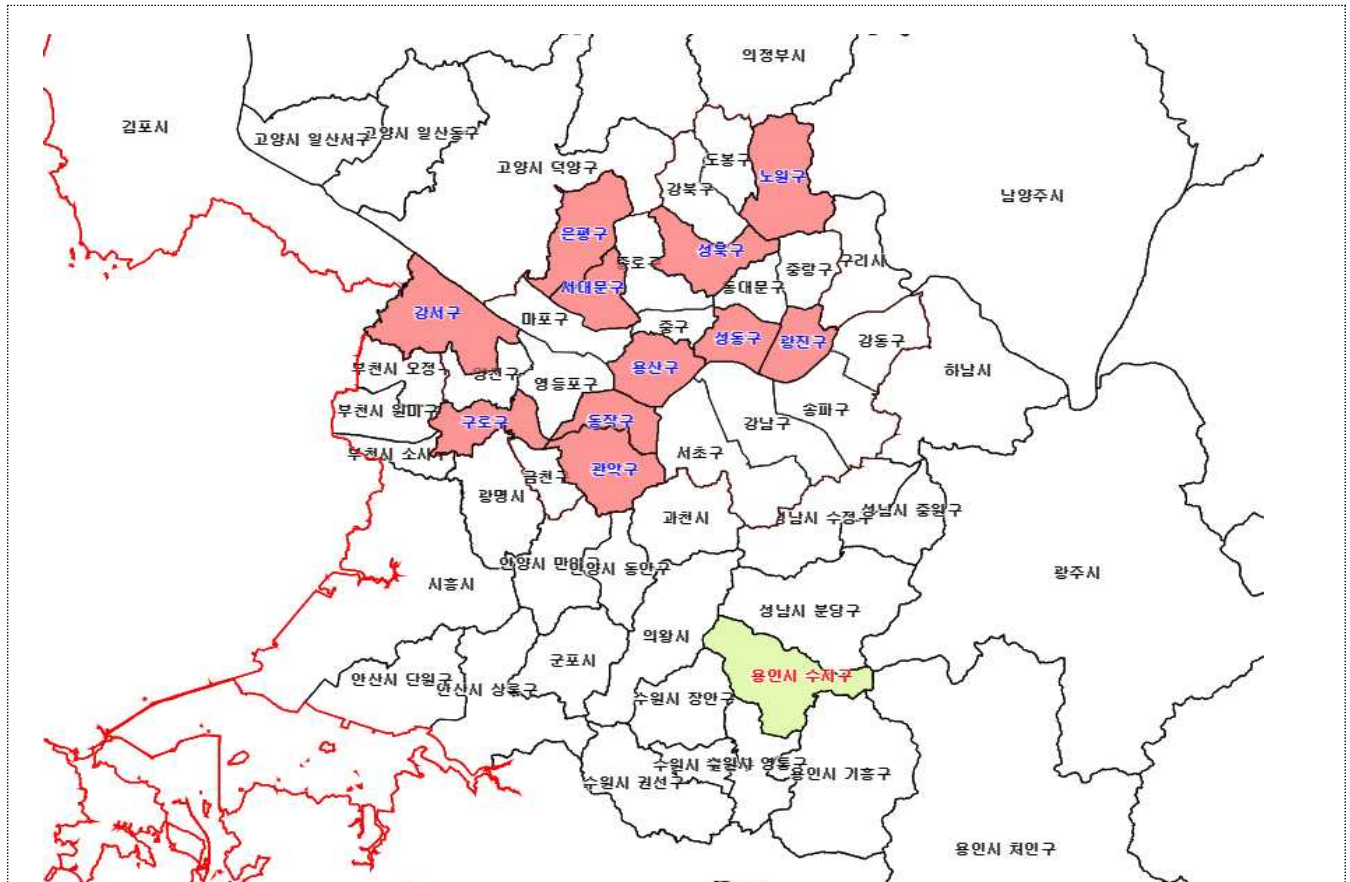 의정부시
김포시
고양시 일산서구
고양시 일산동구
고양시 덕양구
도봉구
강북구
노원구
남양주시
은평구
성북구
종로구
중랑구
구리시
서대문구
동대문구
강서구
마포구
중구
성동구
광진구
강동구
부천시 오정구
양천구
영등포구
용산구
하남시
부천시 원미구
구로구
동작구
강남구
송파구
부천시 소사구
금천구
관악구
서초구
광명시
과천시
성남시 수정구
성남시 중원구
안양시 만안구
안양시 동안구
시흥시
광주시
성남시 분당구
의왕시
군포시
안산시 단원구
안산시 상록구
수원시 장안구
용인시 수지구
수원시
수원시 영통구
수원시 권선구
용인시 기흥구
용인시 처인구